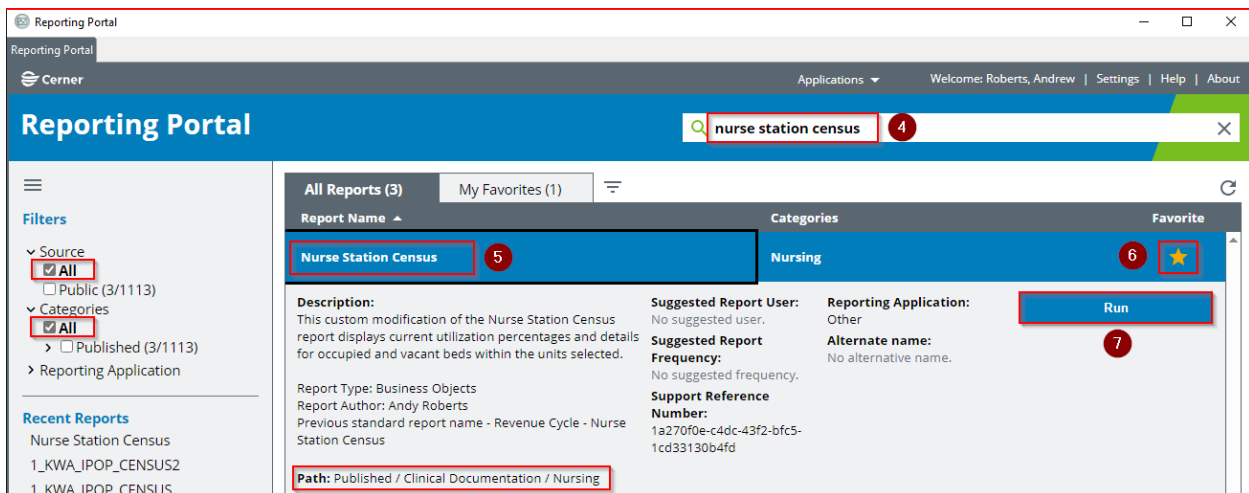 Reporting Portal
Reporting Portal
Cerner
Applications
Welcome: Roberts, Andrew | Settings | Help | About
Reporting Portal
nurse station census
4
All Reports (3)
My Favorites (1)
Filters
Source
All
Public (3/1113)
Categories
All
Published (3/1113)
Reporting Application
Recent Reports
Nurse Station Census
1_KWA_IPOP_CENSUS2
1_KWA_IPOP_CENSUS
Report Name
Categories
Favorite
Nurse Station Census
5
Nursing
6
Description:
This custom modification of the Nurse Station Census
report displays current utilization percentages and details
for occupied and vacant beds within the units selected.
Report Type: Business Objects
Report Author: Andy Roberts
Previous standard report name - Revenue Cycle - Nurse
Station Census
Path: Published / Clinical Documentation / Nursing
Suggested Report User:
No suggested user.
Suggested Report
Frequency:
No suggested frequency.
Support Reference
Number:
1a270f0e-c4dc-43f2-bfc5-
1cd33130b4fd
Reporting Application:
Other
Alternate name:
No alternative name.
Run
7